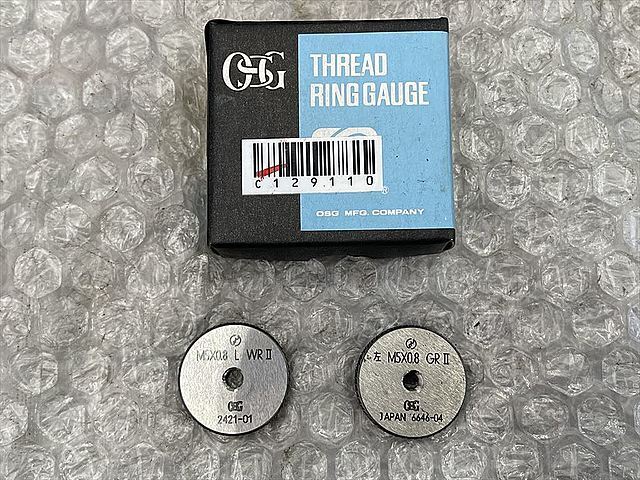 OSG
THREAD
RING GAUGE
C129110
®
OSG MFG. COMPANY
M5X0.8 L WR II
OSG
2421-01
左 M5X0.8 GR II
OSG
JAPAN 6646-04